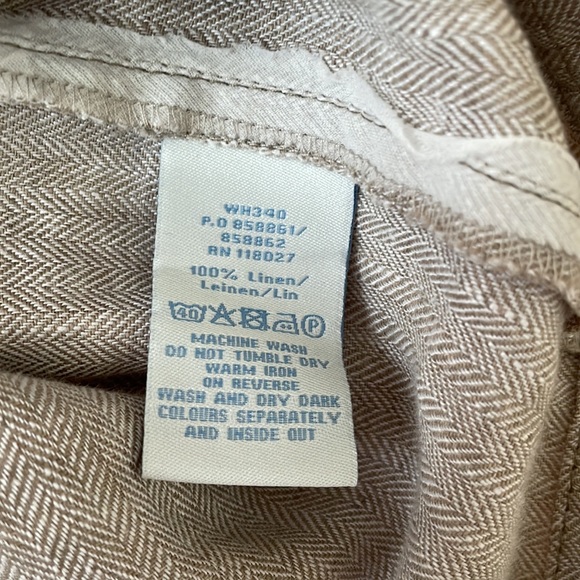 WH340
P.O 858861/
858862
RN 118027
100% Linen/
Leinen/Lin
40 P
MACHINE WASH
DO NOT TUMBLE DRY
WARM IRON
ON REVERSE
WASH AND DRY DARK
COLOURS SEPARATELY
AND INSIDE OUT